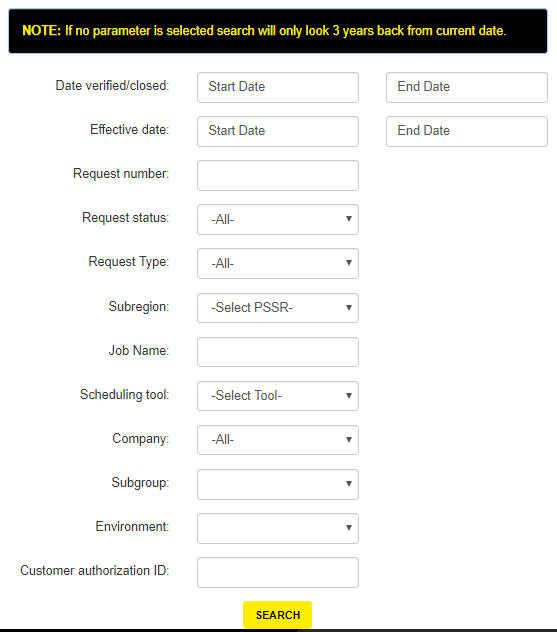 NOTE: If no parameter is selected search will only look 3 years back from current date.
Date verified/closed: Start Date End Date
Effective date: Start Date End Date
Request number:
Request status: -All-
Request Type: -All-
Subregion: -Select PSSR-
Job Name:
Scheduling tool: -Select Tool-
Company: -All-
Subgroup:
Environment:
Customer authorization ID:
SEARCH